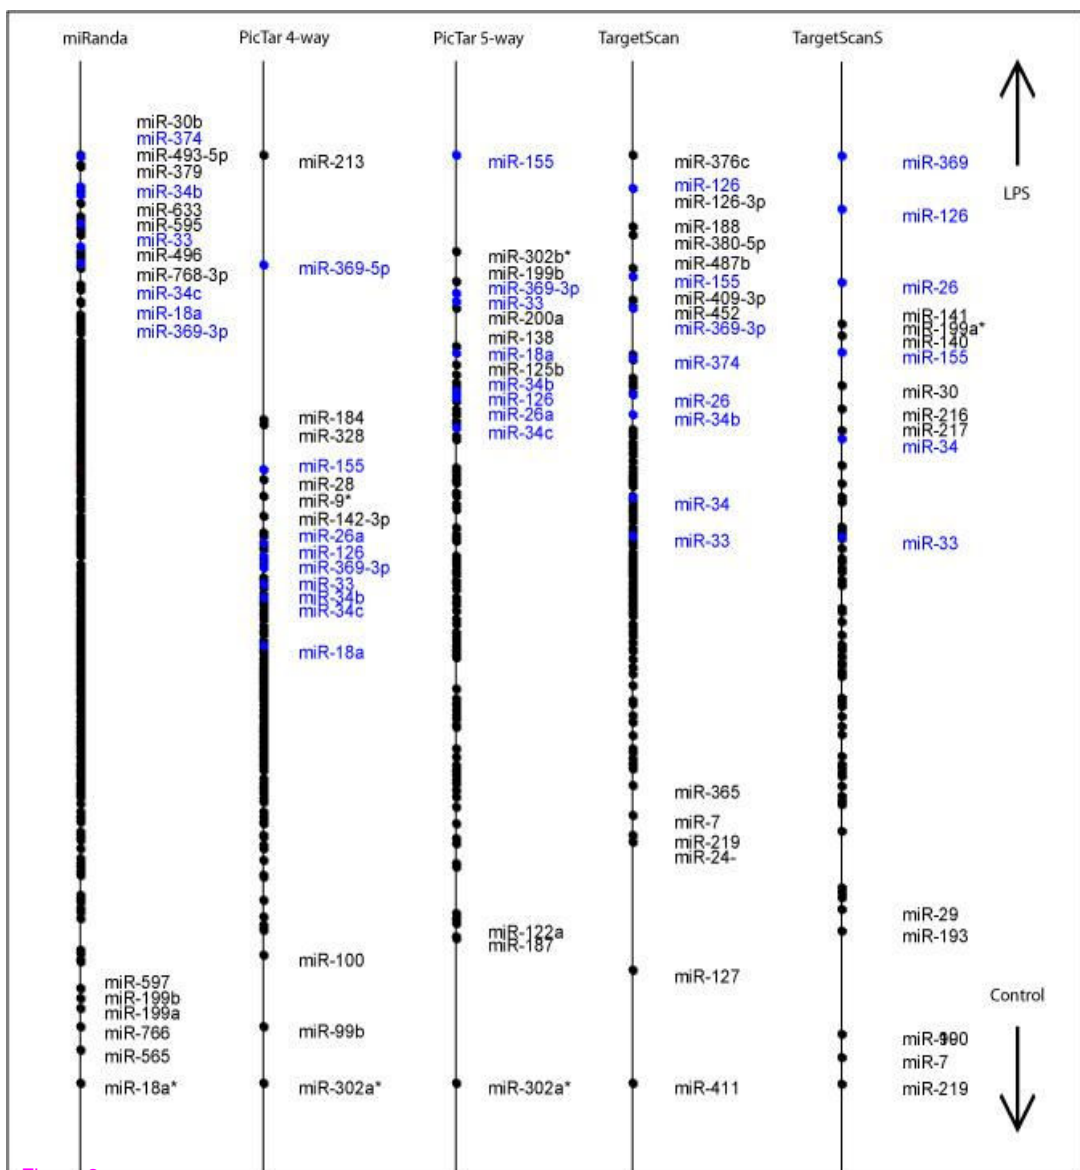 miRanda
PicTar 4-way
PicTar 5-way
TargetScan
TargetScanS
miR-30b
miR-374
miR-493-5p
miR-379
miR-34b
miR-633
miR-595
miR-33
miR-496
miR-768-3p
miR-34c
miR-18a
miR-369-3p
miR-597
miR-199b
miR-199a
miR-766
miR-565
miR-18a*
miR-213
miR-369-5p
miR-184
miR-328
miR-155
miR-28
miR-9*
miR-142-3p
miR-26a
miR-126
miR-369-3p
miR-33
miR-34b
miR-34c
miR-18a
miR-100
miR-99b
miR-302a*
miR-155
miR-302b*
miR-199b
miR-369-3p
miR-33
miR-200a
miR-138
miR-18a
miR-125b
miR-34b
miR-126
miR-26a
miR-34c
miR-122a
miR-187
miR-302a*
miR-376c
miR-126
miR-126-3p
miR-188
miR-380-5p
miR-487b
miR-155
miR-409-3p
miR-452
miR-369-3p
miR-374
miR-26
miR-34b
miR-34
miR-33
miR-365
miR-7
miR-219
miR-24-
miR-127
miR-411
miR-369
miR-126
miR-26
miR-141
miR-199a*
miR-140
miR-155
miR-30
miR-216
miR-217
miR-34
miR-33
miR-29
miR-193
miR-7
miR-219
LPS
Control